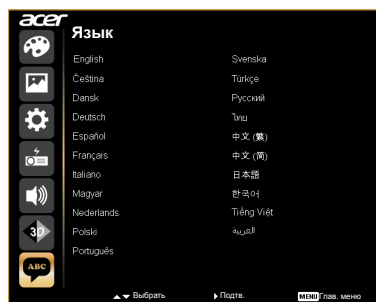 acer
Язык
English
Čeština
Dansk
Deutsch
Español
Français
Italiano
Magyar
Nederlands
Polski
Português
Svenska
Türkçe
Русский
ไทย
中文 (繁)
中文 (简)
日本語
한국어
Tiếng Việt
العربية
3D
ABC
Выбрать
Подтв.
MENU Глав. меню